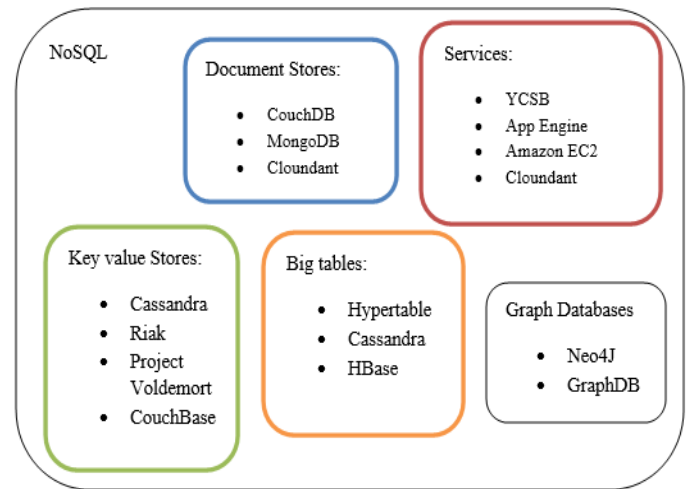 NoSQL
Document Stores:
• CouchDB
• MongoDB
• Cloundant
Services:
• YCSB
• App Engine
• Amazon EC2
• Cloundant
Key value Stores:
• Cassandra
• Riak
• Project
Voldemort
• CouchBase
Big tables:
• Hypertable
• Cassandra
• HBase
Graph Databases
• Neo4J
• GraphDB